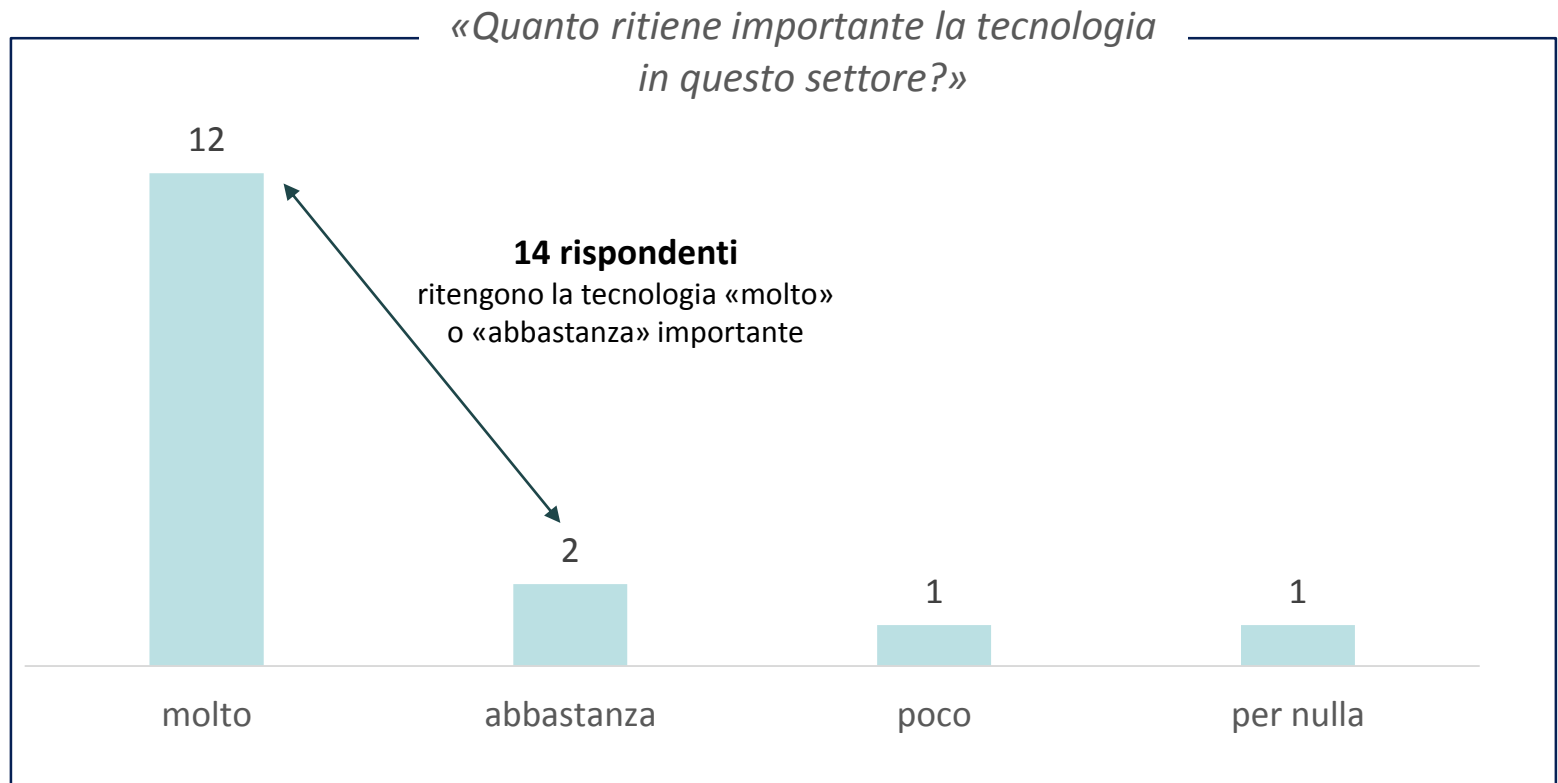 «Quanto ritiene importante la tecnologia
in questo settore?»
12
14 rispondenti
ritengono la tecnologia «molto»
o «abbastanza» importante
2
1
1
molto
abbastanza
poco
per nulla